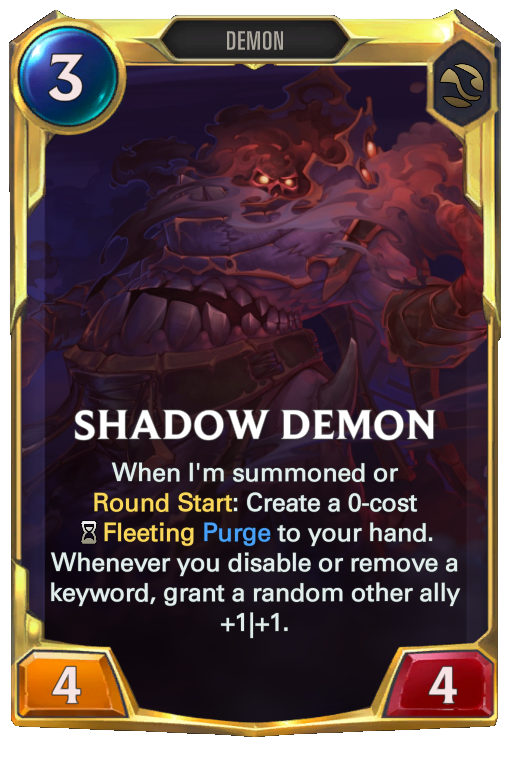 DEMON
3
SHADOW DEMON
When I'm summoned or
Round Start: Create a 0-cost
Fleeting Purge to your hand.
Whenever you disable or remove a
keyword, grant a random other ally
+1|+1.
4
4